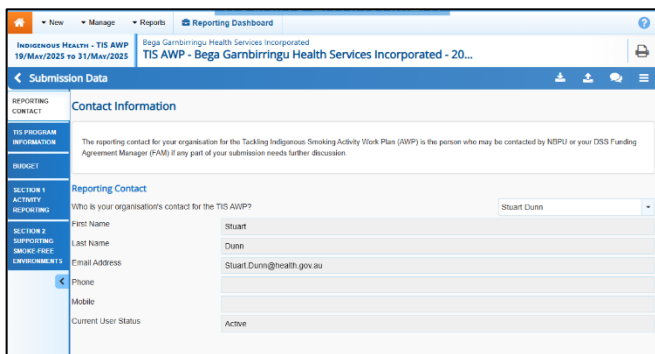 New
Manage
Reports
Reporting Dashboard
?
Indigenous Health - TIS AWP
19/May/2025 to 31/May/2025
Bega Garnbirringu Health Services Incorporated
TIS AWP - Bega Garnbirringu Health Services Incorporated - 20...
Submission Data
REPORTING
CONTACT
TIS PROGRAM
INFORMATION
BUDGET
SECTION 1
ACTIVITY
REPORTING
SECTION 2
SUPPORTING
SMOKE-FREE
ENVIRONMENTS
Contact Information
The reporting contact for your organisation for the Tackling Indigenous Smoking Activity Work Plan (AWP) is the person who may be contacted by NBPU or your DSS Funding
Agreement Manager (FAM) if any part of your submission needs further discussion.
Reporting Contact
Who is your organisation's contact for the TIS AWP?
Stuart Dunn
First Name
Stuart
Last Name
Dunn
Email Address
Stuart.Dunn@health.gov.au
Phone
Mobile
Current User Status
Active